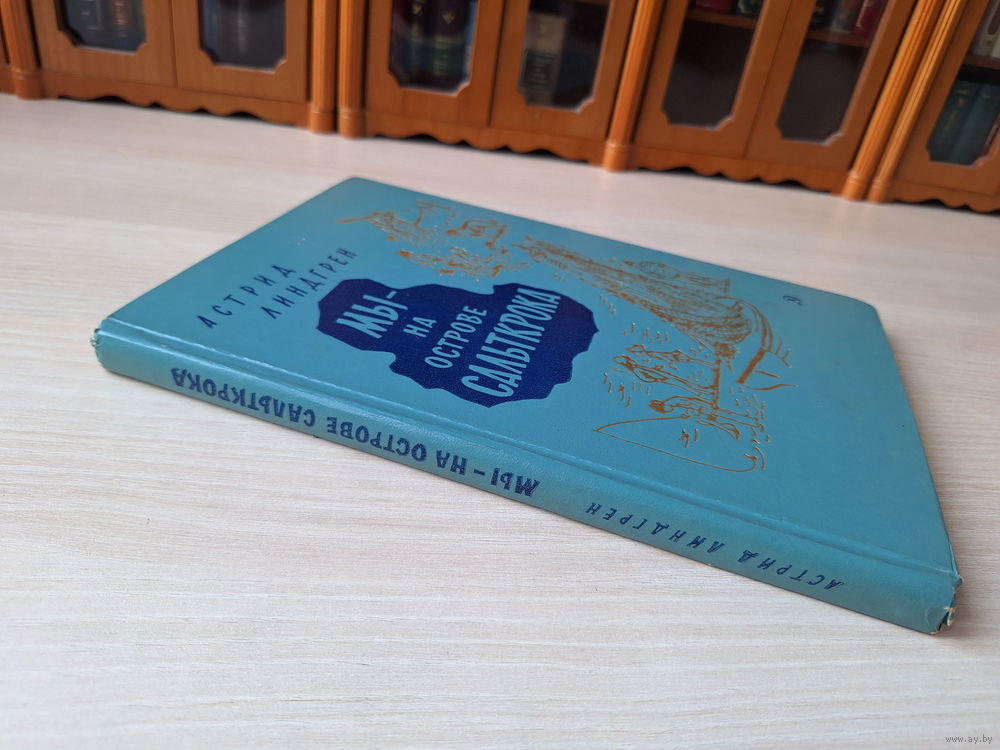 АСТРИД
ЛИНДГРЕН
МЫ-
НА
ОСТРОВЕ
САЛЬТКРОКА
АСТРИД ЛИНДГРЕН
МЫ-НА ОСТРОВЕ САЛЬТКРОКА
www.ay.by